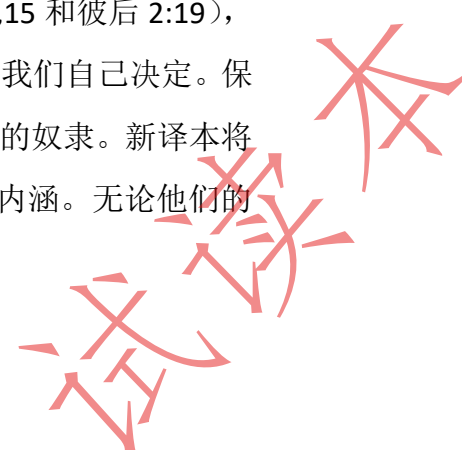 ,15 和彼后 2:19），
我们自己决定。保
的奴隶。新译本将
内涵。无论他们的
试读本